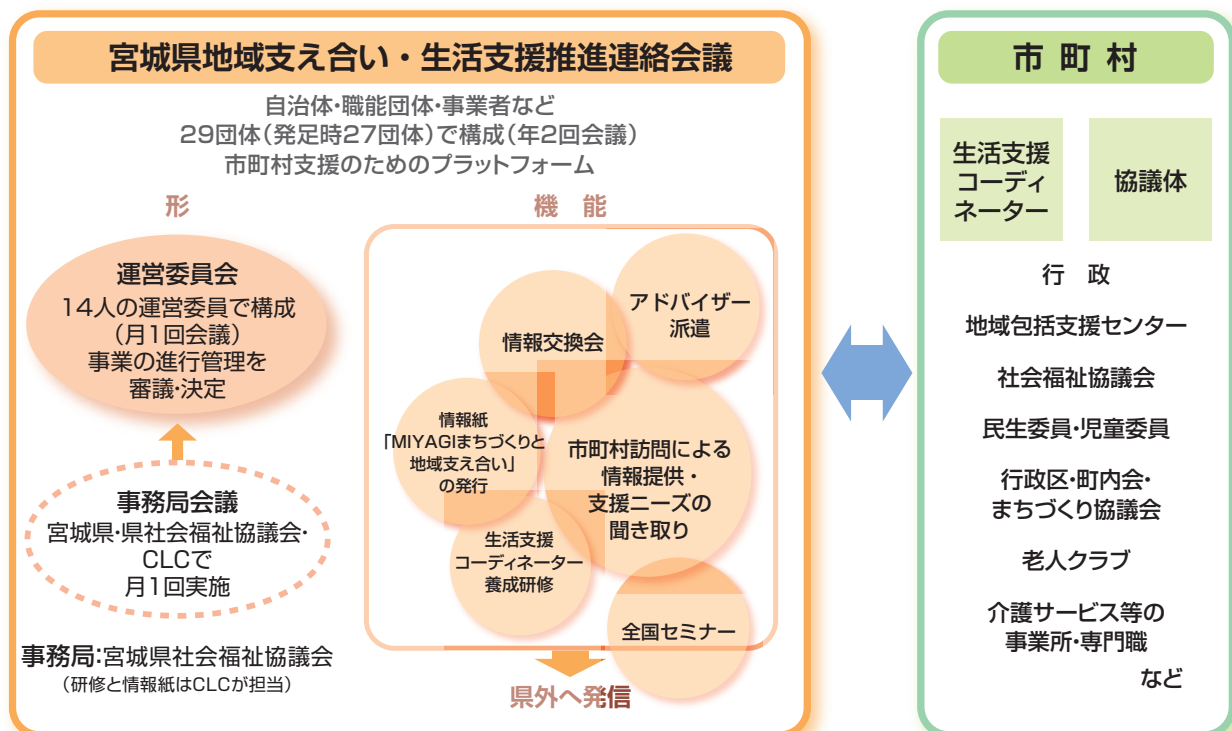 宮城県地域支え合い・生活支援推進連絡会議
自治体・職能団体・事業者など
29団体(発足時27団体)で構成(年2回会議)
市町村支援のためのプラットフォーム
形
運営委員会
14人の運営委員で構成
(月1回会議)
事業の進行管理を
審議・決定
事務局会議
宮城県・県社会福祉協議会・
CLCで
月1回実施
事務局:宮城県社会福祉協議会
(研修と情報紙はCLCが担当)
機 能
アドバイザー
派遣
情報交換会
情報紙
「MIYAGIまちづくりと
地域支え合い」
の発行
市町村訪問による
情報提供・
支援ニーズの
聞き取り
生活支援
コーディネーター
養成研修
全国セミナー
県外へ発信
市 町 村
生活支援
コーディ
ネーター
協議体
行 政
地域包括支援センター
社会福祉協議会
民生委員・児童委員
行政区・町内会・
まちづくり協議会
老人クラブ
介護サービス等の
事業所・専門職
など